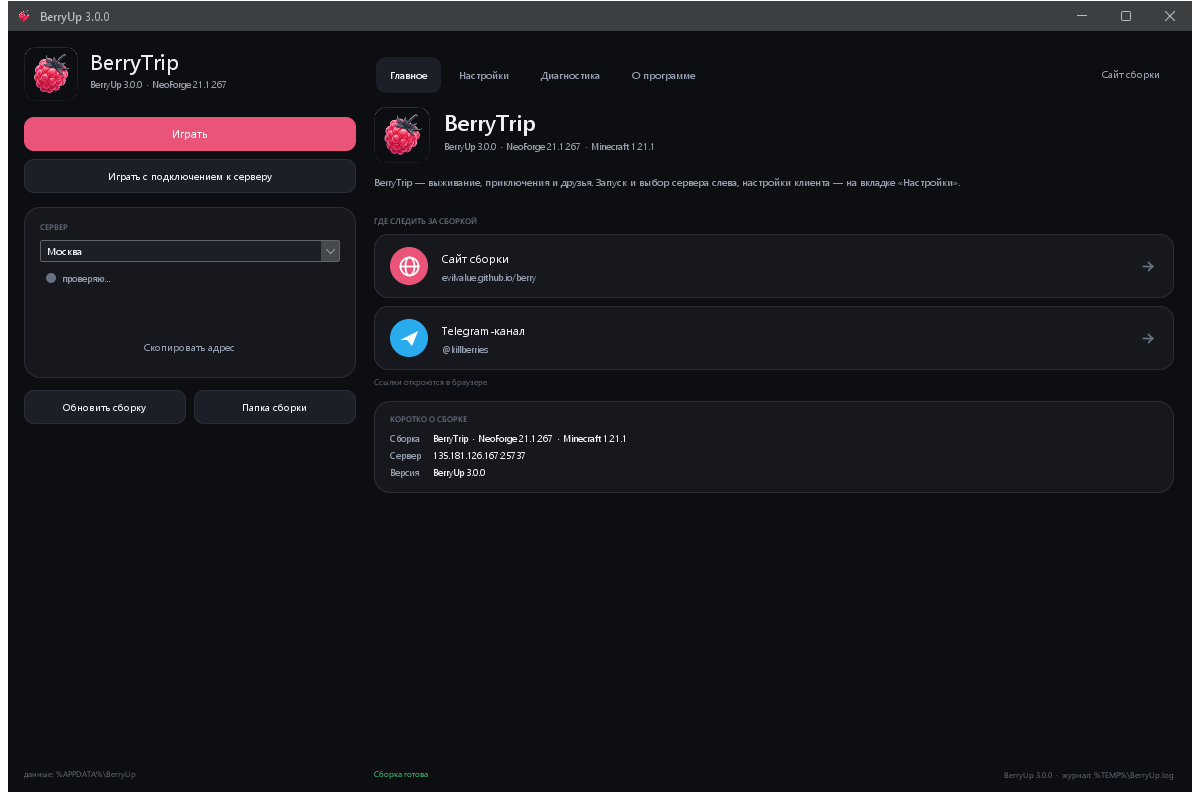 BerryUp 3.0.0
BerryTrip
BerryUp 3.0.0 · NeoForge 21.1.267
Играть
Играть с подключением к серверу
СЕРВЕР
Москва
проверяю...
Скопировать адрес
Обновить сборку
Папка сборки
данные: %APPDATA%\BerryUp
Главное
Настройки
Диагностика
О программе
Сайт сборки
BerryTrip
BerryUp 3.0.0 · NeoForge 21.1.267 · Minecraft 1.21.1
BerryTrip — выживание, приключения и друзья. Запуск и выбор сервера слева, настройки клиента — на вкладке «Настройки».
ГДЕ СЛЕДИТЬ ЗА СБОРКОЙ
Сайт сборки
evilvalue.github.io/berry
Telegram-канал
@killberries
Ссылки откроются в браузере.
КОРОТКО О СБОРКЕ
Сборка BerryTrip · NeoForge 21.1.267 · Minecraft 1.21.1
Сервер 135.181.126.167:25737
Версия BerryUp 3.0.0
Сборка готова
BerryUp 3.0.0 · журнал: %TEMP%\BerryUp.log